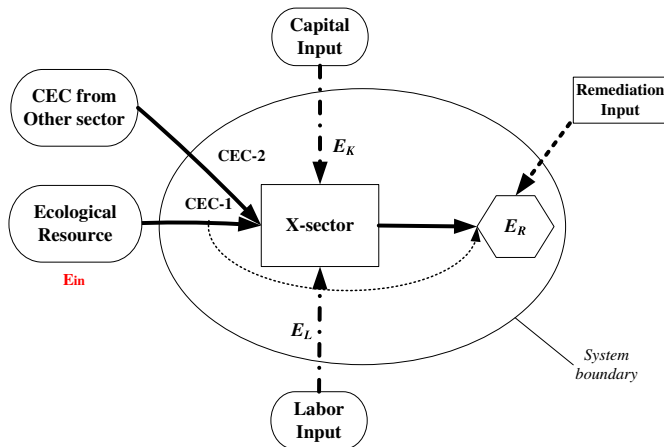 Capital
Input
CEC from
Other sector
Remediation
Input
CEC-2
E_K
CEC-1
Ecological
Resource
X-sector
E_R
Ein
E_L
System
boundary
Labor
Input